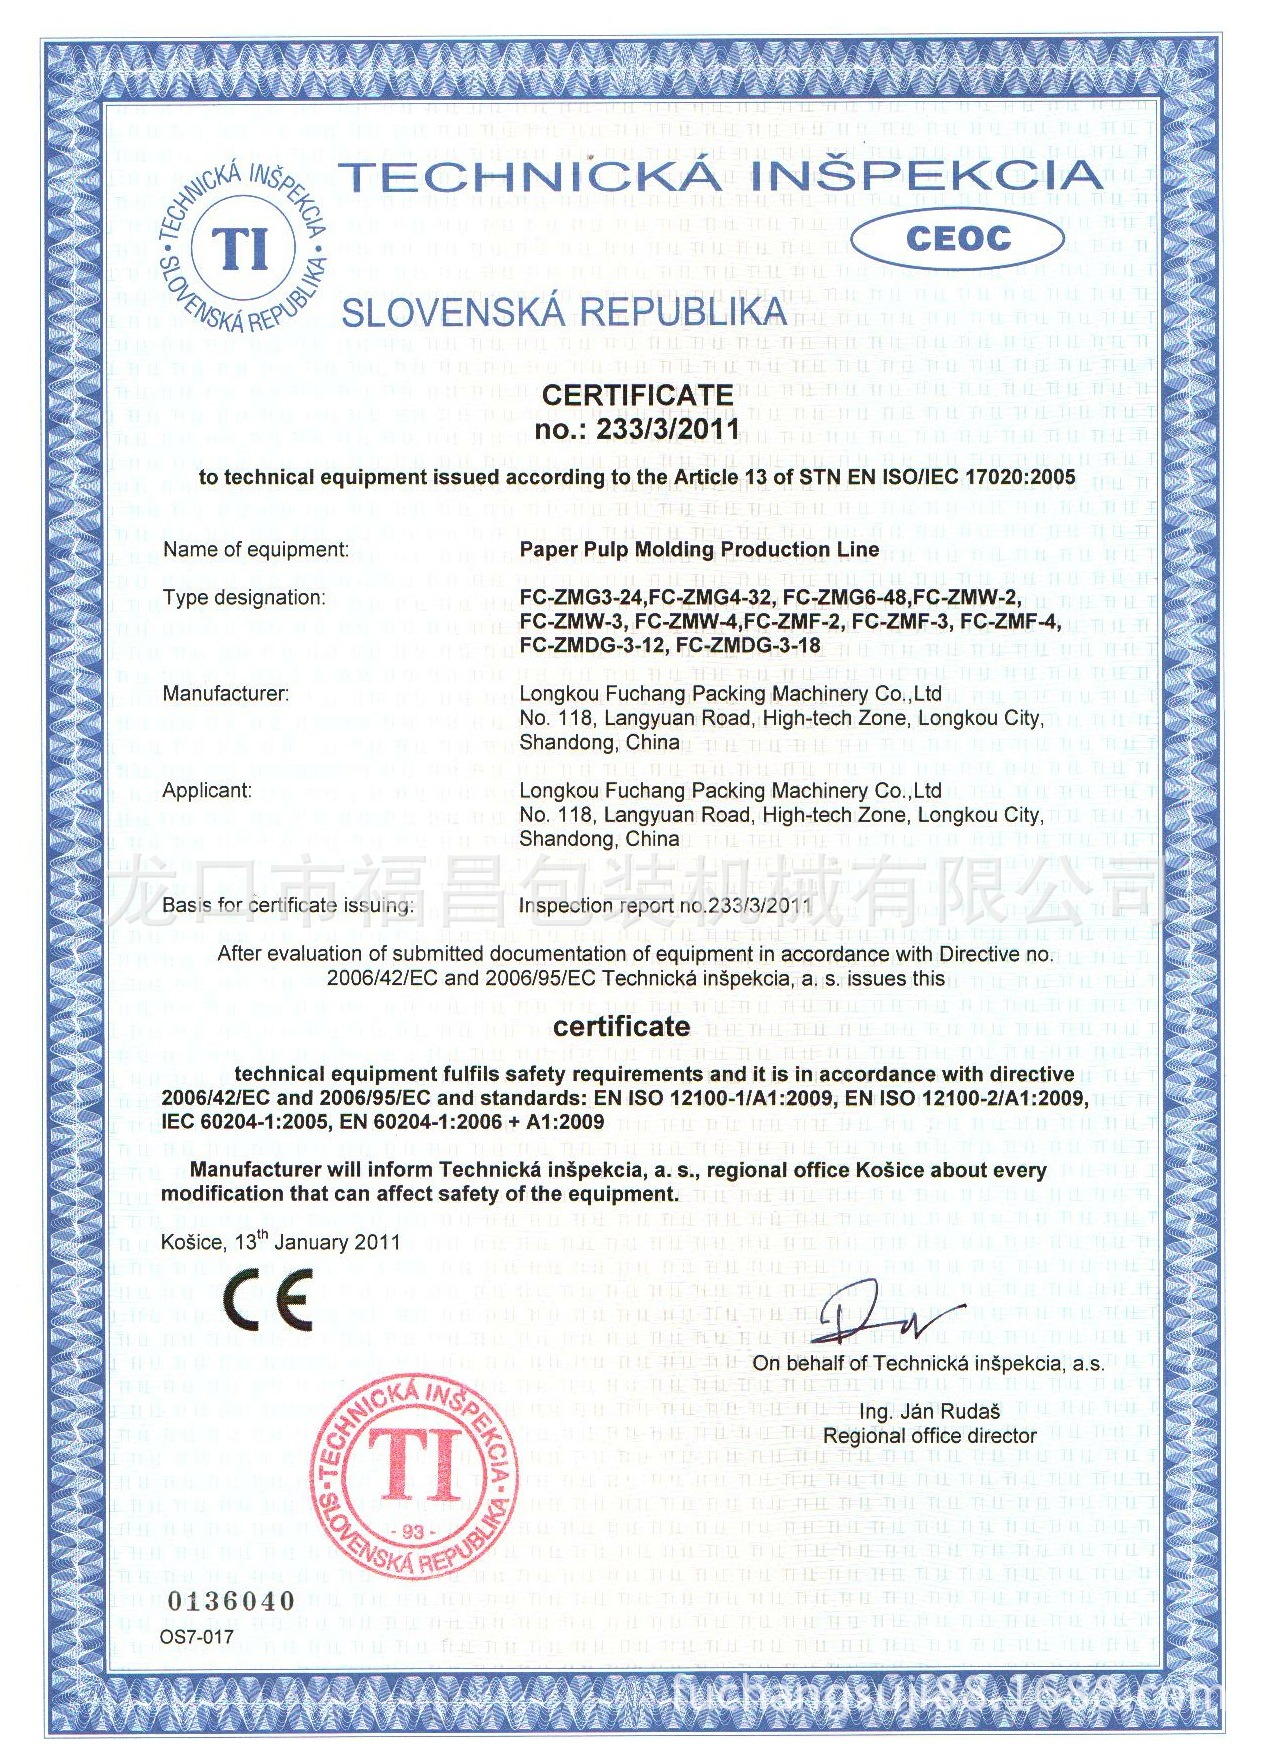 TECHNICKÁ INŠPEKCIA
• TECHNICKÁ INŠPEKCIA •
TI
SLOVENSKÁ REPUBLIKA
CEOC
SLOVENSKÁ REPUBLIKA
CERTIFICATE
no.: 233/3/2011
to technical equipment issued according to the Article 13 of STN EN ISO/IEC 17020:2005
Name of equipment: Paper Pulp Molding Production Line
Type designation: FC-ZMG3-24,FC-ZMG4-32, FC-ZMG6-48,FC-ZMW-2,
FC-ZMW-3, FC-ZMW-4,FC-ZMF-2, FC-ZMF-3, FC-ZMF-4,
FC-ZMDG-3-12, FC-ZMDG-3-18
Manufacturer: Longkou Fuchang Packing Machinery Co.,Ltd
No. 118, Langyuan Road, High-tech Zone, Longkou City,
Shandong, China
Applicant: Longkou Fuchang Packing Machinery Co.,Ltd
No. 118, Langyuan Road, High-tech Zone, Longkou City,
Shandong, China
龙口市福昌包装机械有限公司
Basis for certificate issuing: Inspection report no.233/3/2011
After evaluation of submitted documentation of equipment in accordance with Directive no.
2006/42/EC and 2006/95/EC Technická inšpekcia, a. s. issues this
certificate
technical equipment fulfils safety requirements and it is in accordance with directive
2006/42/EC and 2006/95/EC and standards: EN ISO 12100-1/A1:2009, EN ISO 12100-2/A1:2009,
IEC 60204-1:2005, EN 60204-1:2006 + A1:2009
Manufacturer will inform Technická inšpekcia, a. s., regional office Košice about every
modification that can affect safety of the equipment.
Košice, 13th January 2011
CE
On behalf of Technická inšpekcia, a.s.
Ing. Ján Rudaš
Regional office director
• TECHNICKÁ INŠPEKCIA •
TI
- 93 -
SLOVENSKÁ REPUBLIKA
0136040
OS7-017
fuchangsuji88.1688.com